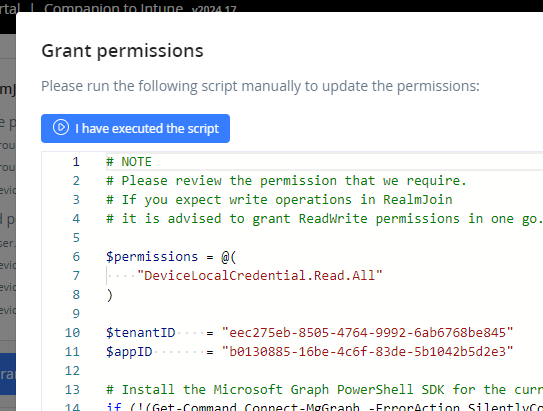 rtal | Companion to Intune v2024.17
Grant permissions
Please run the following script manually to update the permissions:
I have executed the script
1 # NOTE
2 # Please review the permission that we require.
3 # If you expect write operations in RealmJoin
4 # it is advised to grant ReadWrite permissions in one go.
5
6 $permissions = @(
7 ····"DeviceLocalCredential.Read.All"
8 )
9
10 $tenantID ···· = "eec275eb-8505-4764-9992-6ab6768be845"
11 $appID ······· = "b0130885-16be-4c6f-83de-5b1042b5d2e3"
12
13 # Install the Microsoft Graph PowerShell SDK for the curr
14 if (!(Get-Command Connect-MgGraph -ErrorAction SilentlyCo